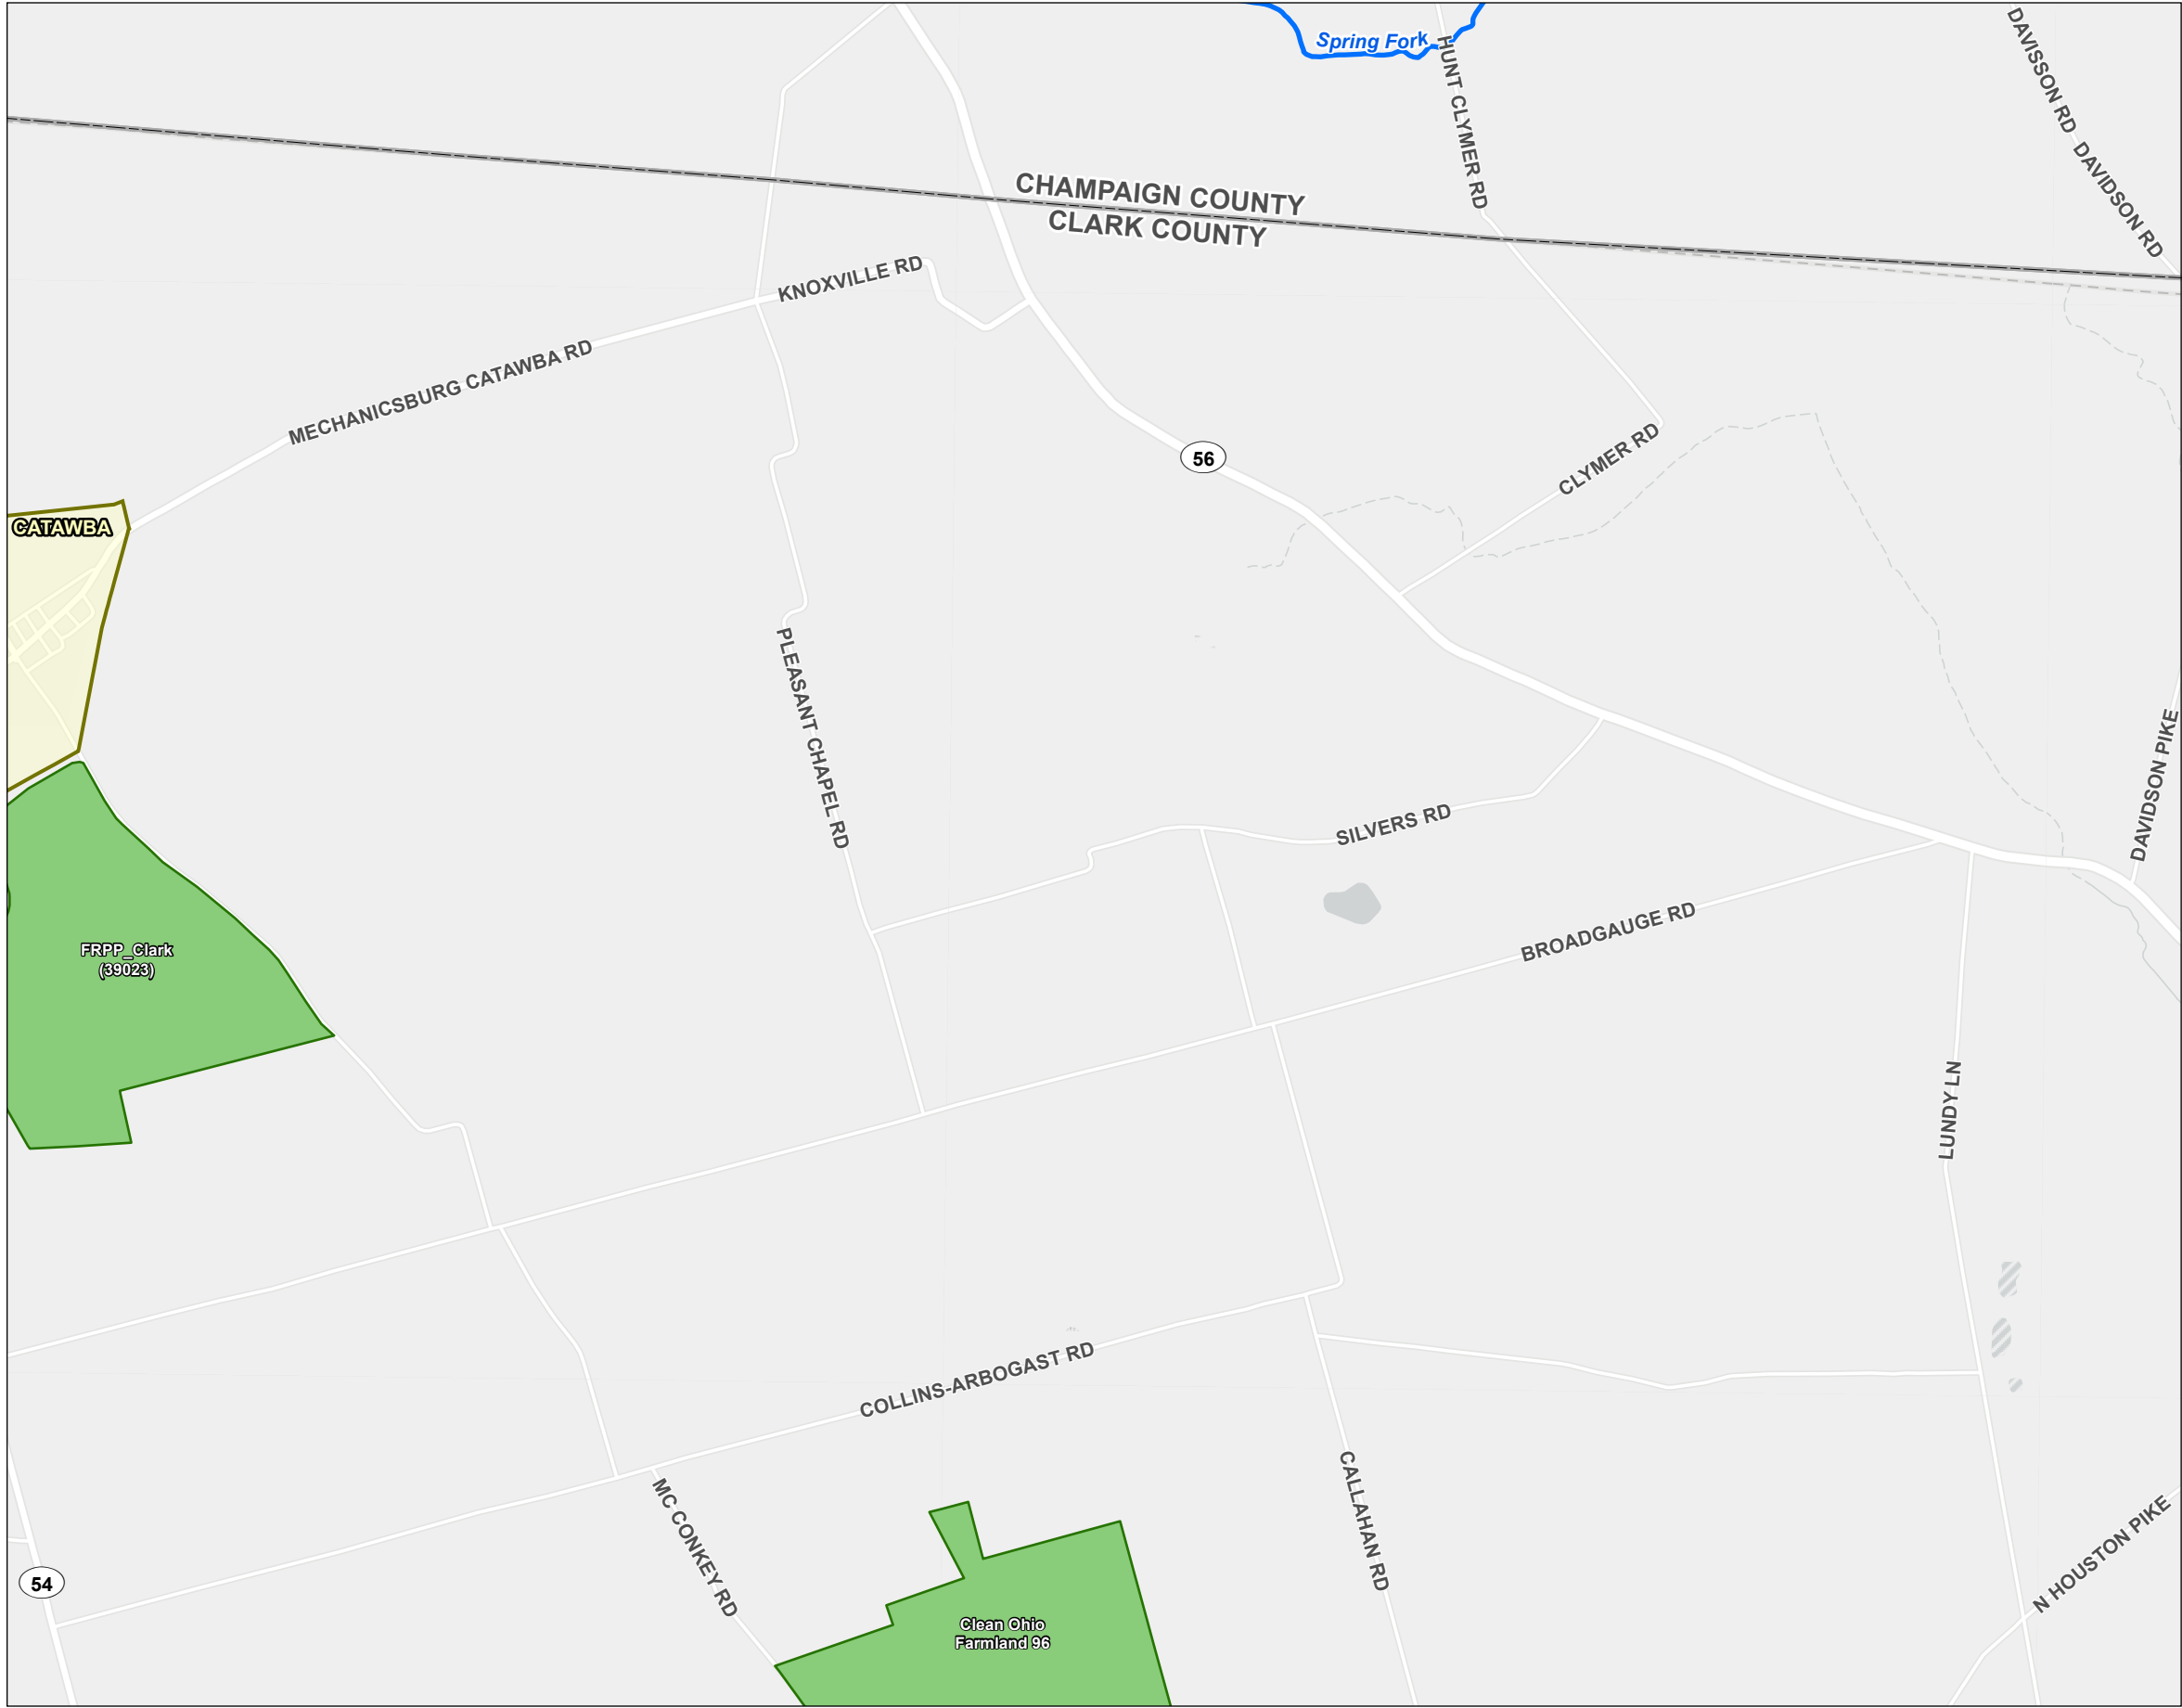 Spring Fork
HUNT CLYMER RD
DAVISSON RD
DAVIDSON RD
CHAMPAIGN COUNTY
CLARK COUNTY
KNOXVILLE RD
MECHANICSBURG CATAWBA RD
56
CLYMER RD
CATAWBA
PLEASANT CHAPEL RD
DAVIDSON PIKE
SILVERS RD
BROADGAUGE RD
FRPP_Clark
(39023)
LUNDY LN
COLLINS-ARBOGAST RD
MC CONKEY RD
CALLAHAN RD
N HOUSTON PIKE
54
Clean Ohio
Farmland 96